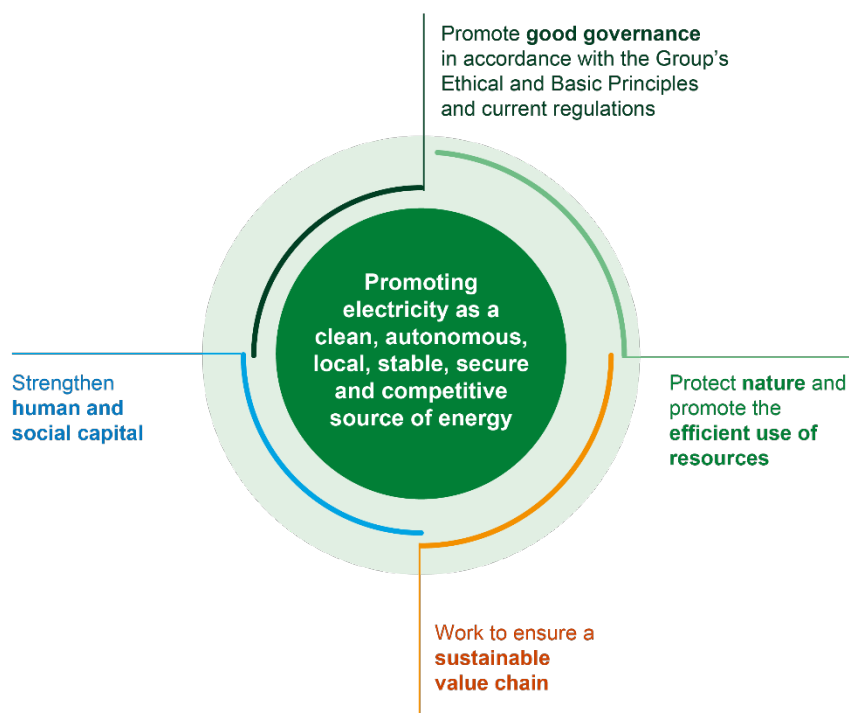 Promote good governance
in accordance with the Group's
Ethical and Basic Principles
and current regulations
Promoting
electricity as a
clean, autonomous,
local, stable, secure
and competitive
source of energy
Strengthen
human and
social capital
Protect nature and
promote the
efficient use of
resources
Work to ensure a
sustainable
value chain